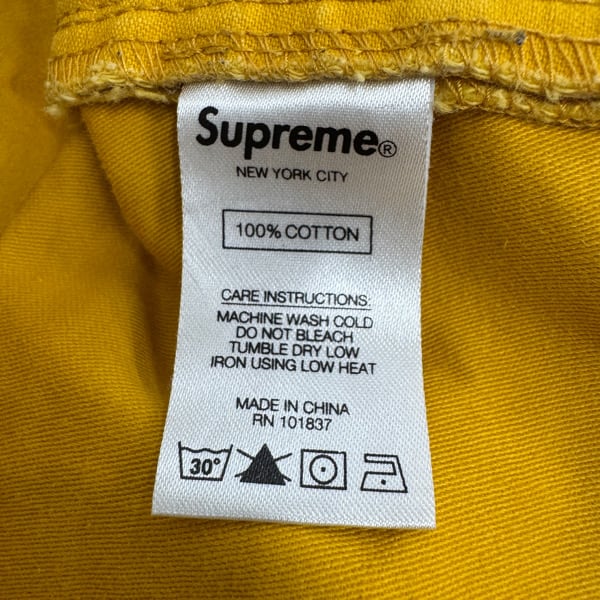 Supreme®
NEW YORK CITY
100% COTTON
CARE INSTRUCTIONS:
MACHINE WASH COLD
DO NOT BLEACH
TUMBLE DRY LOW
IRON USING LOW HEAT
MADE IN CHINA
RN 101837
30°